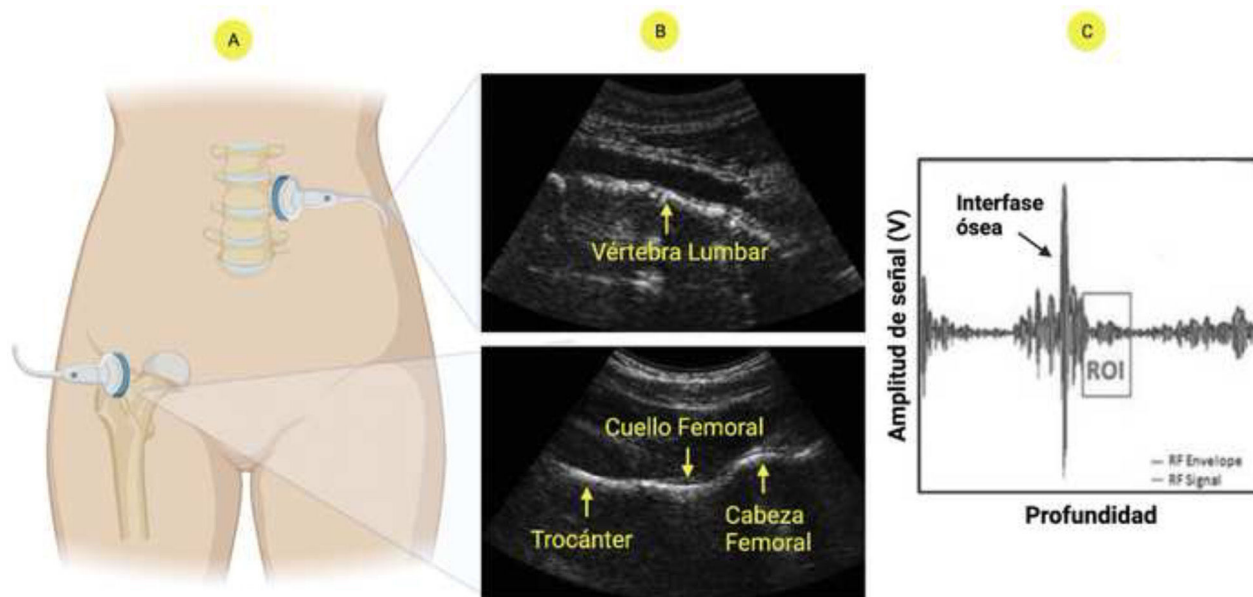 A
B
C
Vértebra Lumbar
Cuello Femoral
Trocánter
Cabeza
Femoral
Amplitud de señal (V)
Interfase
ósea
ROI
— RF Envelope
— RF Signal
Profundidad